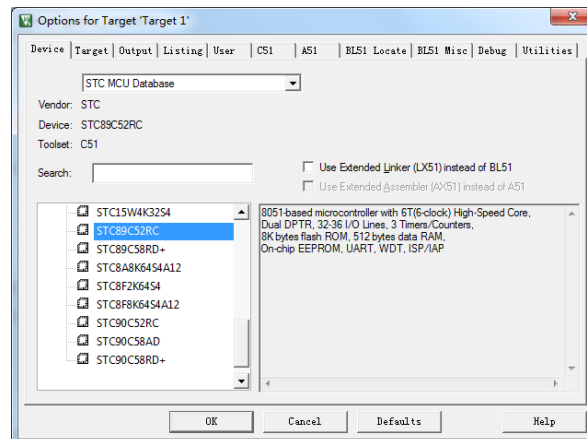 Options for Target 'Target 1'
Device Target Output Listing User C51 A51 BL51 Locate BL51 Misc Debug Utilities
STC MCU Database
Vendor: STC
Device: STC89C52RC
Toolset: C51
Search:
Use Extended Linker (LX51) instead of BL51
Use Extended Assembler (AX51) instead of A51
STC15W4K32S4
STC89C52RC
STC89C58RD+
STC8A8K64S4A12
STC8F2K64S4
STC8F8K64S4A12
STC90C52RC
STC90C58AD
STC90C58RD+
8051-based microcontroller with 6T(6-clock) High-Speed Core,
Dual DPTR, 32-36 I/O Lines, 3 Timers/Counters,
8K bytes flash ROM, 512 bytes data RAM,
On-chip EEPROM, UART, WDT, ISP/IAP
OK Cancel Defaults Help